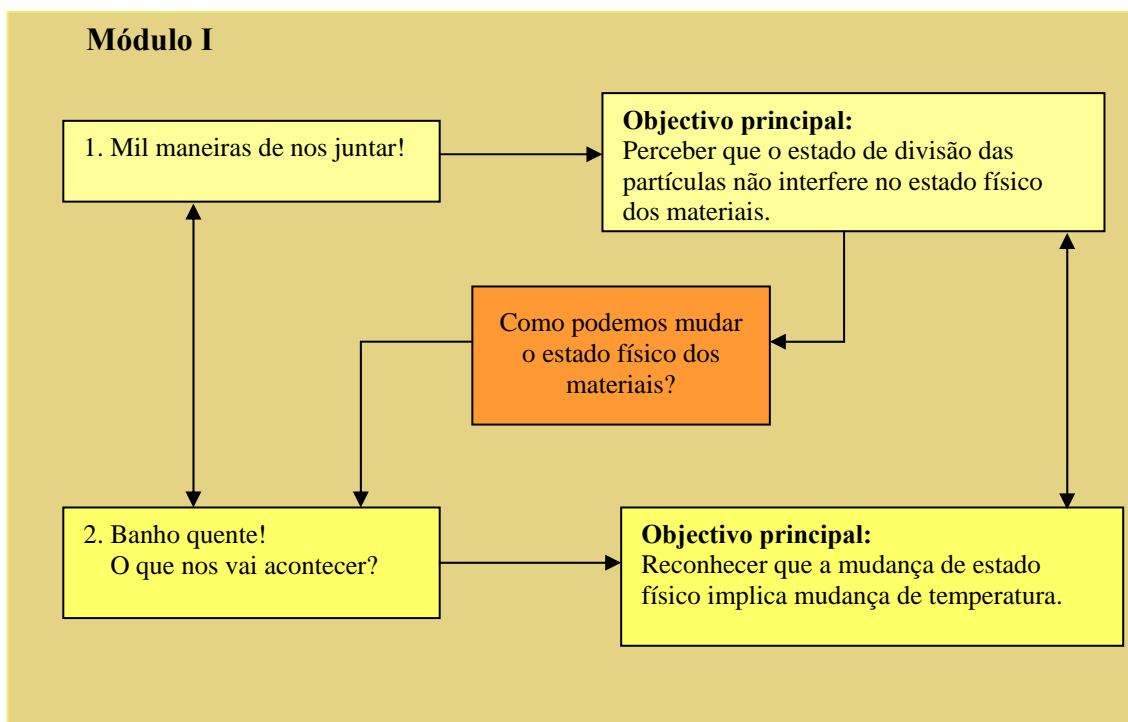 Módulo I
1. Mil maneiras de nos juntar!
Objectivo principal:
Perceber que o estado de divisão das
partículas não interfere no estado físico
dos materiais.
Como podemos mudar
o estado físico dos
materiais?
2. Banho quente!
O que nos vai acontecer?
Objectivo principal:
Reconhecer que a mudança de estado
físico implica mudança de temperatura.